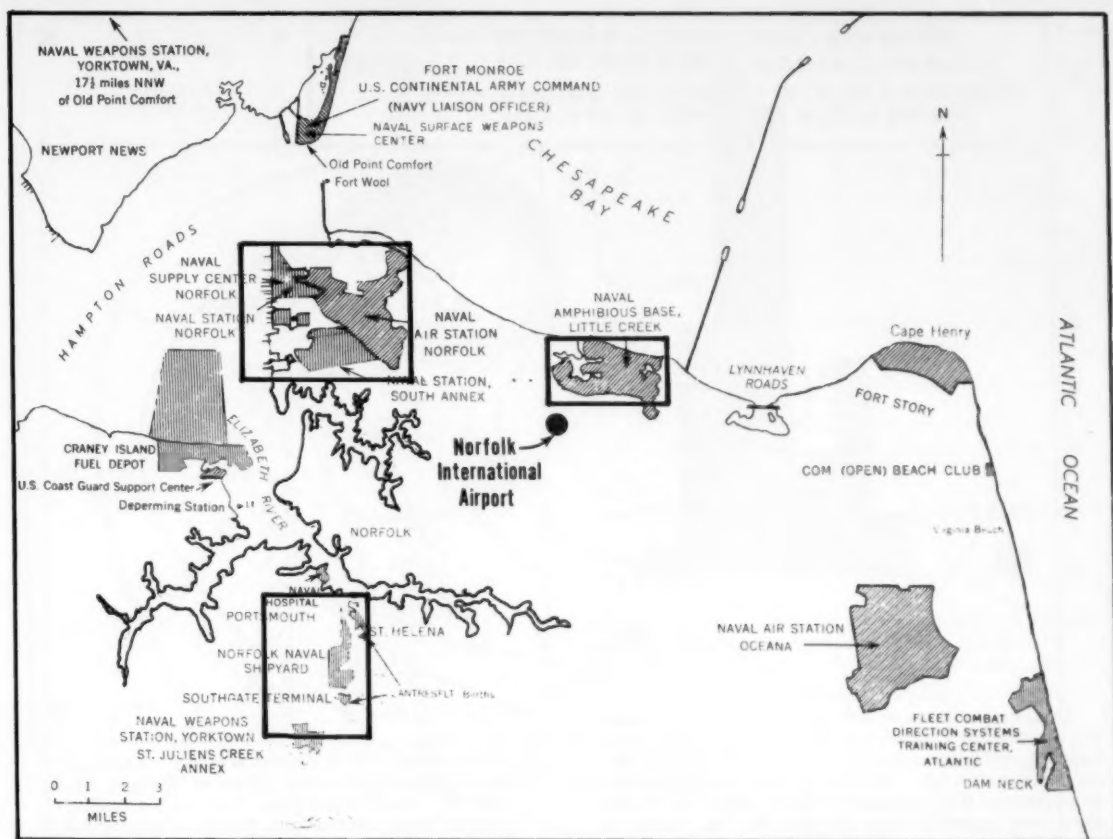 NAVAL WEAPONS STATION,
YORKTOWN, VA.,
17½ miles NNW
of Old Point Comfort
FORT MONROE
U.S. CONTINENTAL ARMY COMMAND
(NAVY LIAISON OFFICER)
NAVAL SURFACE WEAPONS
CENTER
NEWPORT NEWS
Old Point Comfort
Fort Wool
CHESAPEAKE
BAY
N
HAMPTON ROADS
NAVAL
SUPPLY CENTER
NORFOLK
NAVAL STATION
NORFOLK
NAVAL
AIR STATION
NORFOLK
NAVAL STATION,
SOUTH ANNEX
NAVAL
AMPHIBIOUS BASE,
LITTLE CREEK
LYNNHAVEN
ROADS
Cape Henry
FORT STORY
ATLANTIC
OCEAN
CRANEY ISLAND
FUEL DEPOT
U.S. Coast Guard Support Center
Deperming Station
ELIZABETH RIVER
Norfolk
International
Airport
COM (OPEN) BEACH CLUB
Virginia Beach
NORFOLK
NAVAL
HOSPITAL
PORTSMOUTH
ST. HELENA
NORFOLK NAVAL
SHIPYARD
SOUTHGATE TERMINAL
LANTRESFLT Berths
NAVAL WEAPONS
STATION, YORKTOWN
ST. JULIENS CREEK
ANNEX
NAVAL AIR STATION
OCEANA
FLEET COMBAT
DIRECTION SYSTEMS
TRAINING CENTER,
ATLANTIC
DAM NECK
0 1 2 3
MILES